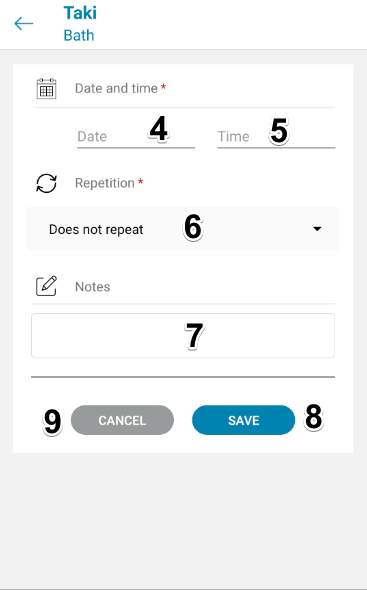 Taki
Bath
Date and time *
Date 4 Time 5
Repetition *
Does not repeat 6
Notes
7
9 CANCEL SAVE 8